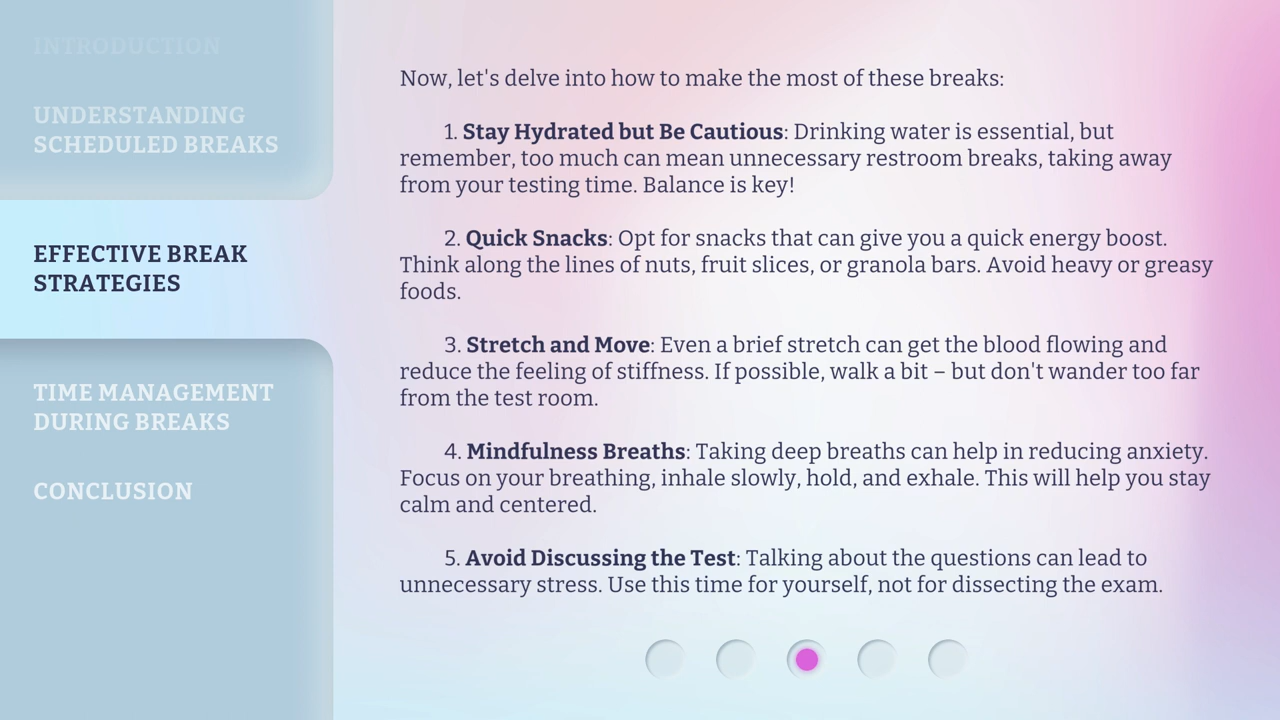 INTRODUCTION
UNDERSTANDING
SCHEDULED BREAKS
EFFECTIVE BREAK
STRATEGIES
TIME MANAGEMENT
DURING BREAKS
CONCLUSION
Now, let's delve into how to make the most of these breaks:
1. Stay Hydrated but Be Cautious: Drinking water is essential, but
remember, too much can mean unnecessary restroom breaks, taking away
from your testing time. Balance is key!
2. Quick Snacks: Opt for snacks that can give you a quick energy boost.
Think along the lines of nuts, fruit slices, or granola bars. Avoid heavy or greasy
foods.
3. Stretch and Move: Even a brief stretch can get the blood flowing and
reduce the feeling of stiffness. If possible, walk a bit – but don't wander too far
from the test room.
4. Mindfulness Breaths: Taking deep breaths can help in reducing anxiety.
Focus on your breathing, inhale slowly, hold, and exhale. This will help you stay
calm and centered.
5. Avoid Discussing the Test: Talking about the questions can lead to
unnecessary stress. Use this time for yourself, not for dissecting the exam.